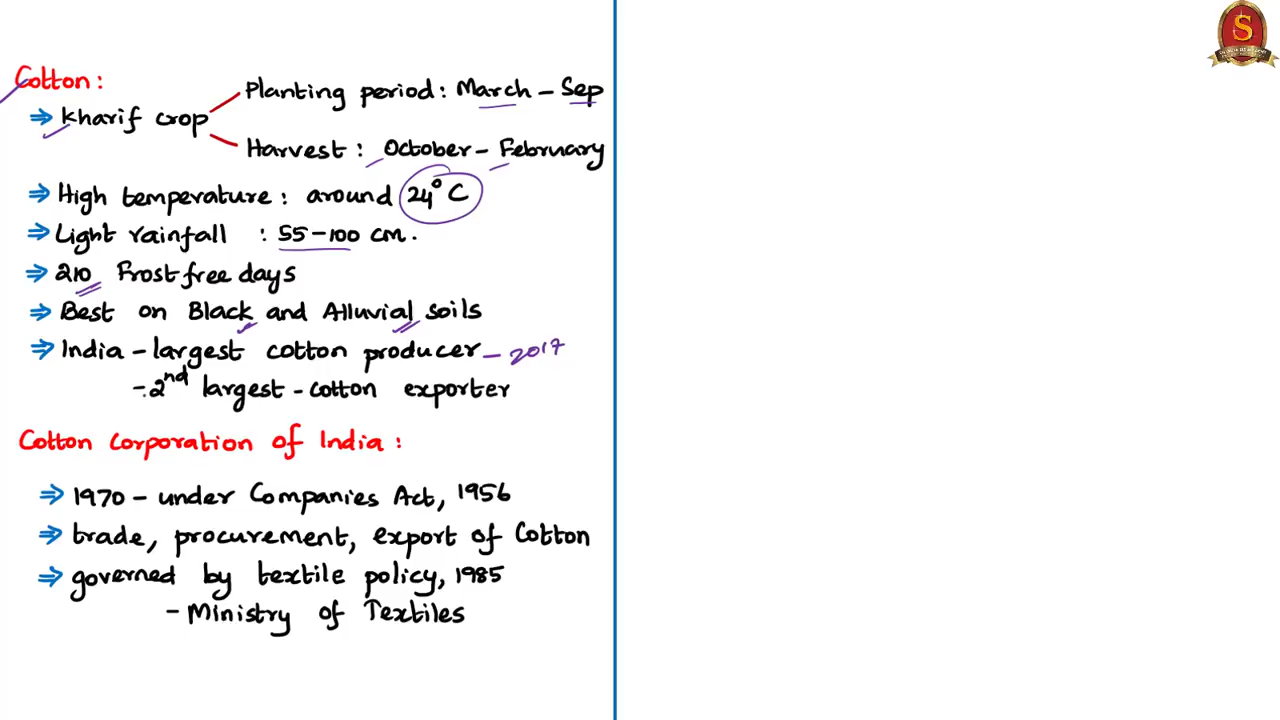 Cotton:
⇒ kharif crop
Planting period: March - Sep
Harvest: October - February
⇒ High temperature: around 24° C
⇒ Light rainfall : 55-100 cm.
⇒ 210 Frost free days
⇒ Best on Black and Alluvial soils
⇒ India - largest cotton producer - 2017
- 2nd largest - cotton exporter
Cotton Corporation of India:
⇒ 1970 - under Companies Act, 1956
⇒ trade, procurement, export of Cotton
⇒ governed by textile policy, 1985
- Ministry of Textiles
S